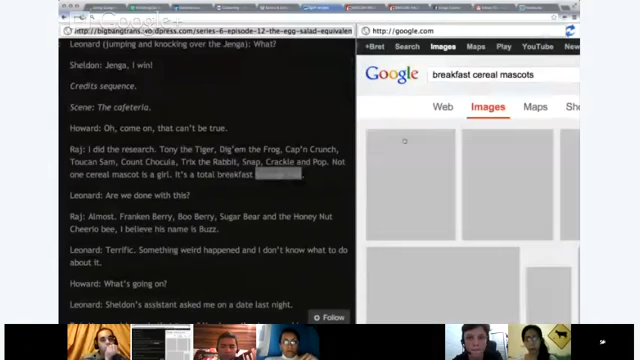 http://bigbangtrans.wordpress.com/series-6-episode-12-the-egg-salad-equivalen
http://google.com
Leonard (jumping and knocking over the Jenga): What?
Sheldon: Jenga, I win!
Credits sequence.
Scene: The cafeteria.
Howard: Oh, come on, that can't be true.
Raj: I did the research. Tony the Tiger, Dig'em the Frog, Cap'n Crunch,
Toucan Sam, Count Chocula, Trix the Rabbit, Snap, Crackle and Pop. Not
one cereal mascot is a girl. It's a total breakfast
Leonard: Are we done with this?
Raj: Almost. Franken Berry, Boo Berry, Sugar Bear and the Honey Nut
Cheerio bee, I believe his name is Buzz.
Leonard: Terrific. Something weird happened and I don't know what to do
about it.
Howard: What's going on?
Leonard: Sheldon's assistant asked me on a date last night.
Follow
+Bret Search Images Maps Play YouTube News
Google
breakfast cereal mascots
Web Images Maps Sho